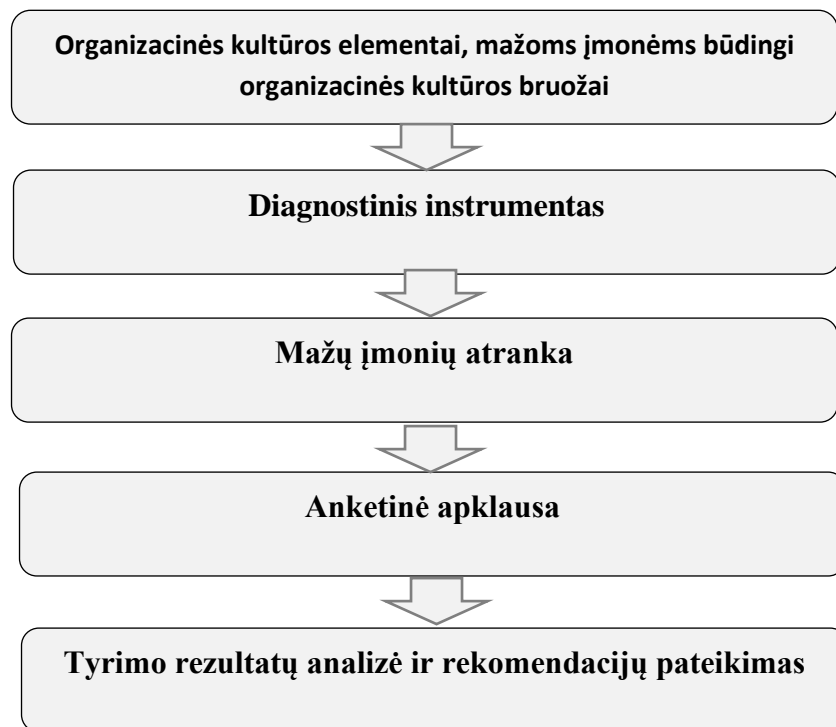 Organizacinės kultūros elementai, mažoms įmonėms būdingi
organizacinės kultūros bruožai
Diagnostinis instrumentas
Mažų įmonių atranka
Anketinė apklausa
Tyrimo rezultatų analizė ir rekomendacijų pateikimas